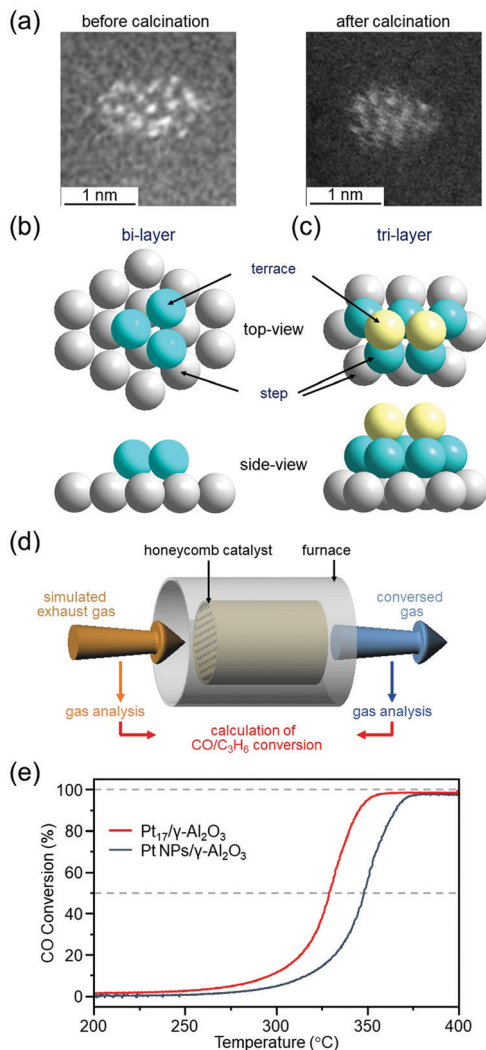 (a)
before calcination
after calcination
1 nm
1 nm
(b)
bi-layer
(c)
tri-layer
terrace
top-view
step
side-view
(d)
honeycomb catalyst
furnace
simulated
exhaust gas
conversed
gas
gas analysis
gas analysis
calculation of
CO/C₃H₆ conversion
(e)
100
80
60
40
20
0
CO Conversion (%)
Pt₁₇/γ-Al₂O₃
Pt NPs/γ-Al₂O₃
200
250
300
350
400
Temperature (°C)